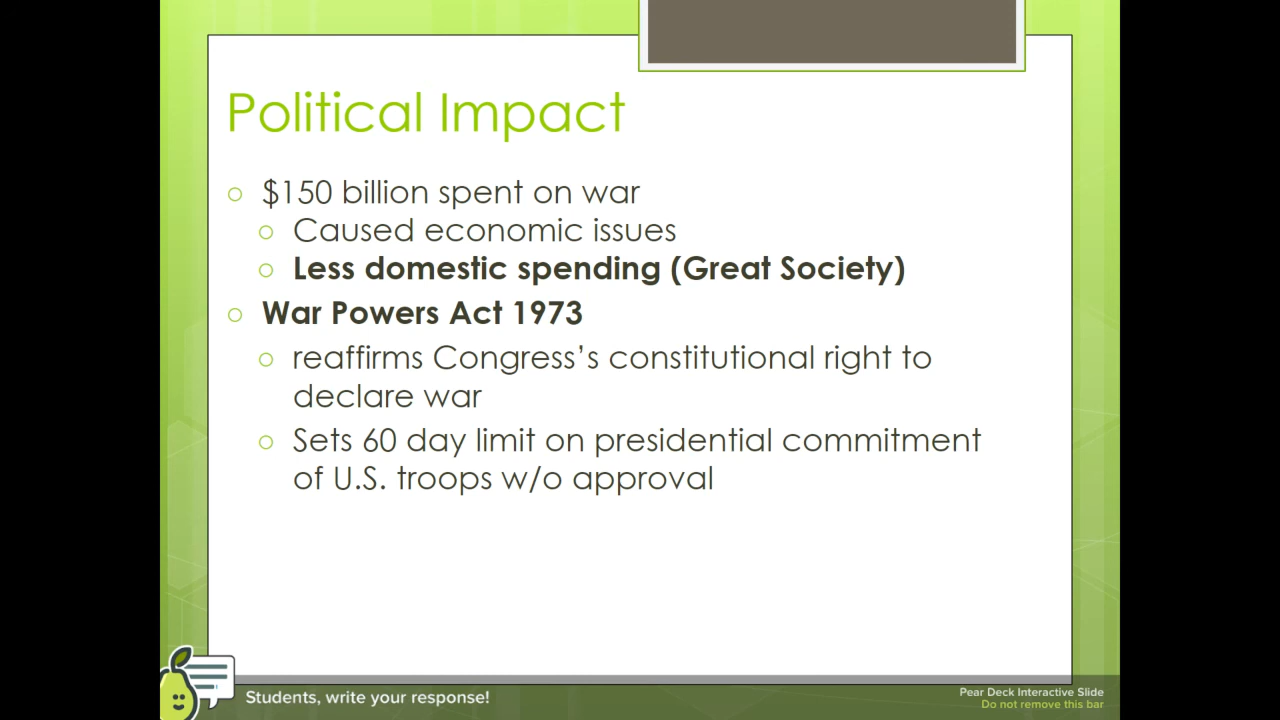 Political Impact
$150 billion spent on war
Caused economic issues
Less domestic spending (Great Society)
War Powers Act 1973
reaffirms Congress’s constitutional right to
declare war
Sets 60 day limit on presidential commitment
of U.S. troops w/o approval
Students, write your response!
Pear Deck Interactive Slide
Do not remove this bar